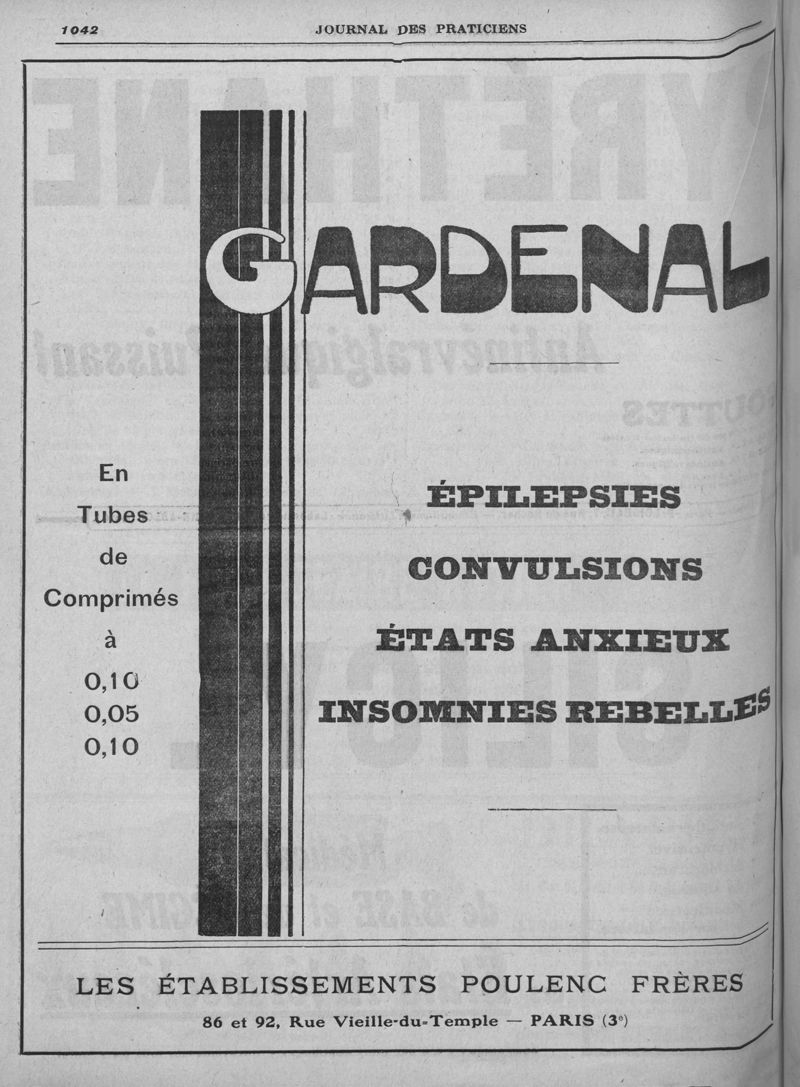 1042
JOURNAL DES PRATICIENS
GARDENAL
En
Tubes
de
Comprimés
à
0,10
0,05
0,10
ÉPILEPSIES
CONVULSIONS
ÉTATS ANXIEUX
INSOMNIES REBELLES
LES ÉTABLISSEMENTS POULENC FRÈRES
86 et 92, Rue Vieille-du-Temple — PARIS (3ᵉ)